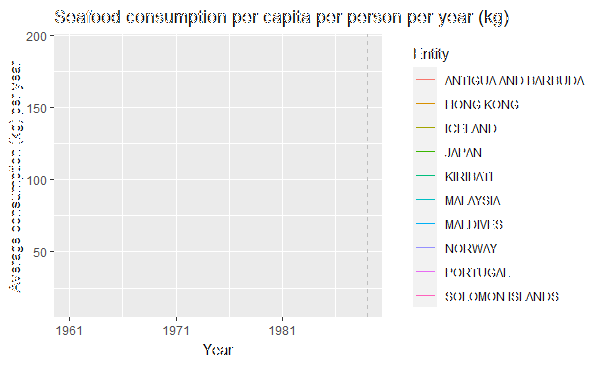 Seafood consumption per capita per person per year (kg)
Average consumption (kg) per year
200
150
100
50
1961
1971
1981
Year
Entity
ANTIGUA AND BARBUDA
HONG KONG
ICELAND
JAPAN
KIRIBATI
MALAYSIA
MALDIVES
NORWAY
PORTUGAL
SOLOMON ISLANDS